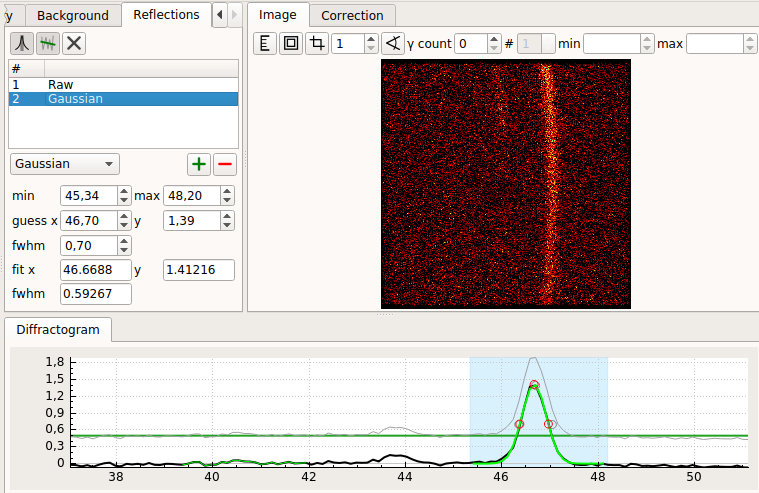 y Background Reflections
#
1 Raw
2 Gaussian
Gaussian
min 45,34 max 48,20
guess x 46,70 y 1,39
fwhm 0,70
fit x 46.6688 y 1.41216
fwhm 0.59267
Image Correction
1 γ count 0 # 1 min max
Diffractogram
1,8
1,5
1,2
0,9
0,6
0,3
0
38 40 42 44 46 48 50